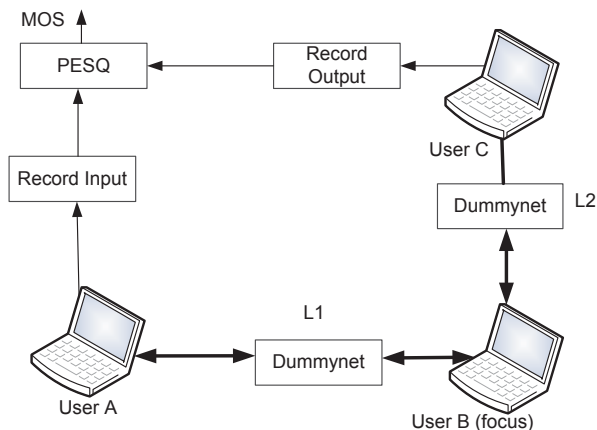 MOS
PESQ
Record
Output
User C
Record Input
Dummynet
L2
L1
Dummynet
User A
User B (focus)